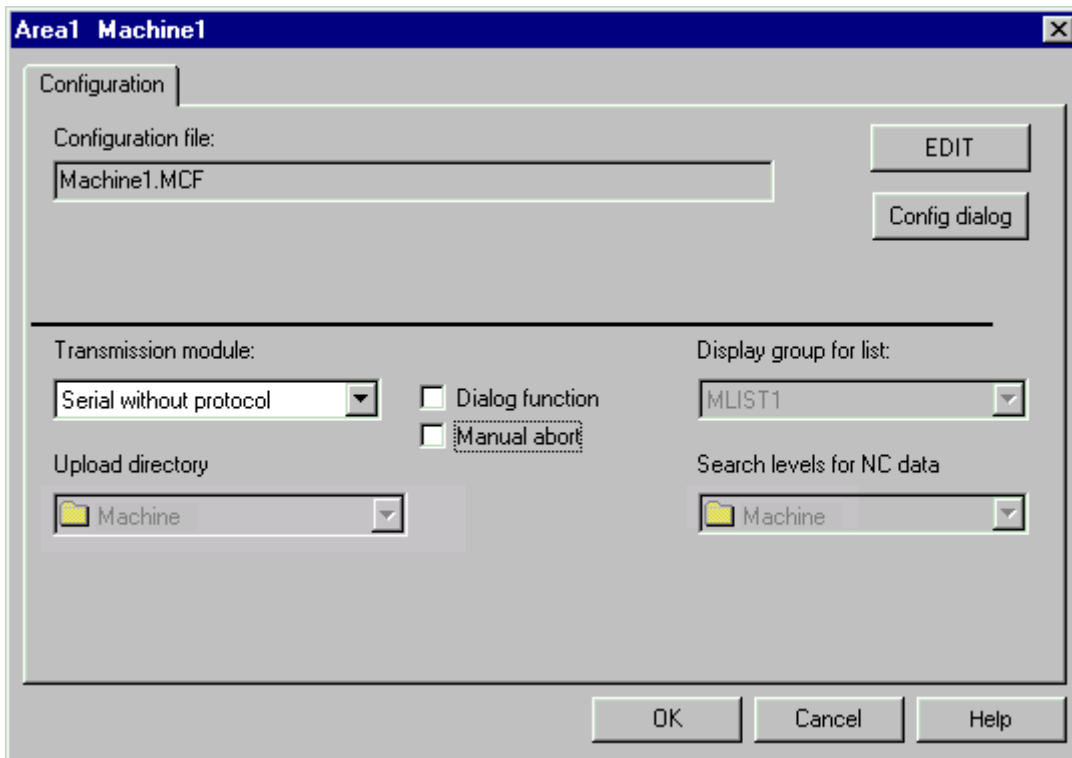 Area1 Machine1
Configuration
Configuration file:
EDIT
Machine1.MCF
Config dialog
Transmission module:
Display group for list:
Serial without protocol
Dialog function
MLIST1
Manual abort
Upload directory
Search levels for NC data
Machine
Machine
OK
Cancel
Help